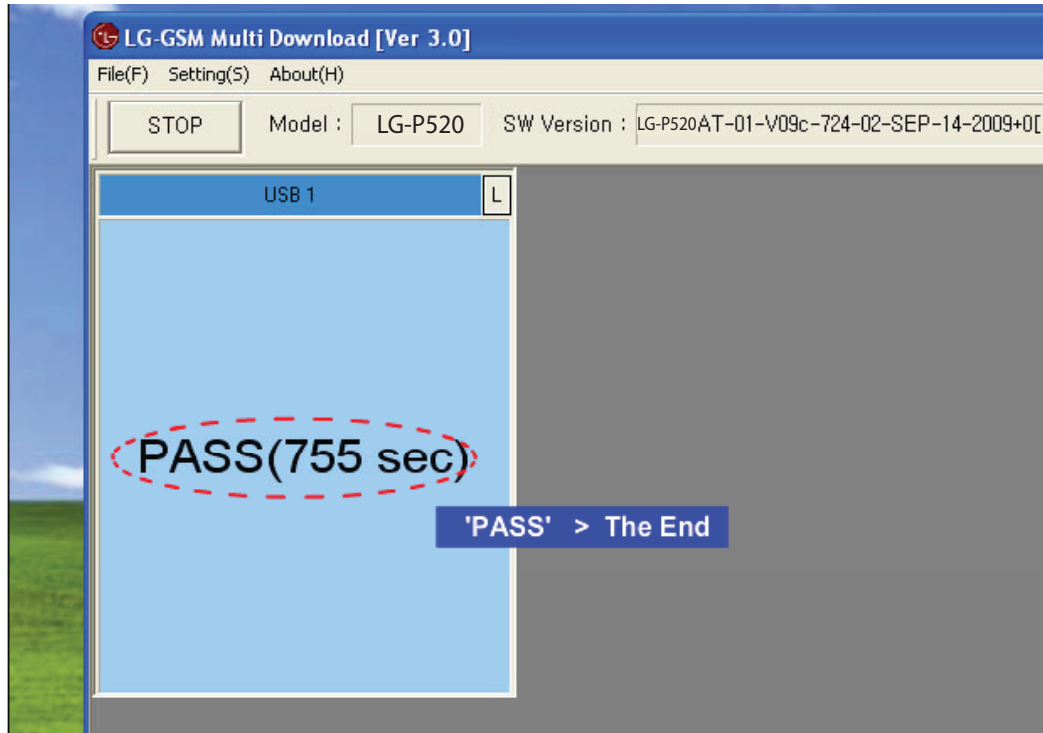 LG-GSM Multi Download [Ver 3.0]
File(F) Setting(S) About(H)
STOP Model : LG-P520 SW Version : LG-P520AT-01-V09c-724-02-SEP-14-2009+0[
USB 1 L
PASS(755 sec)
'PASS' > The End